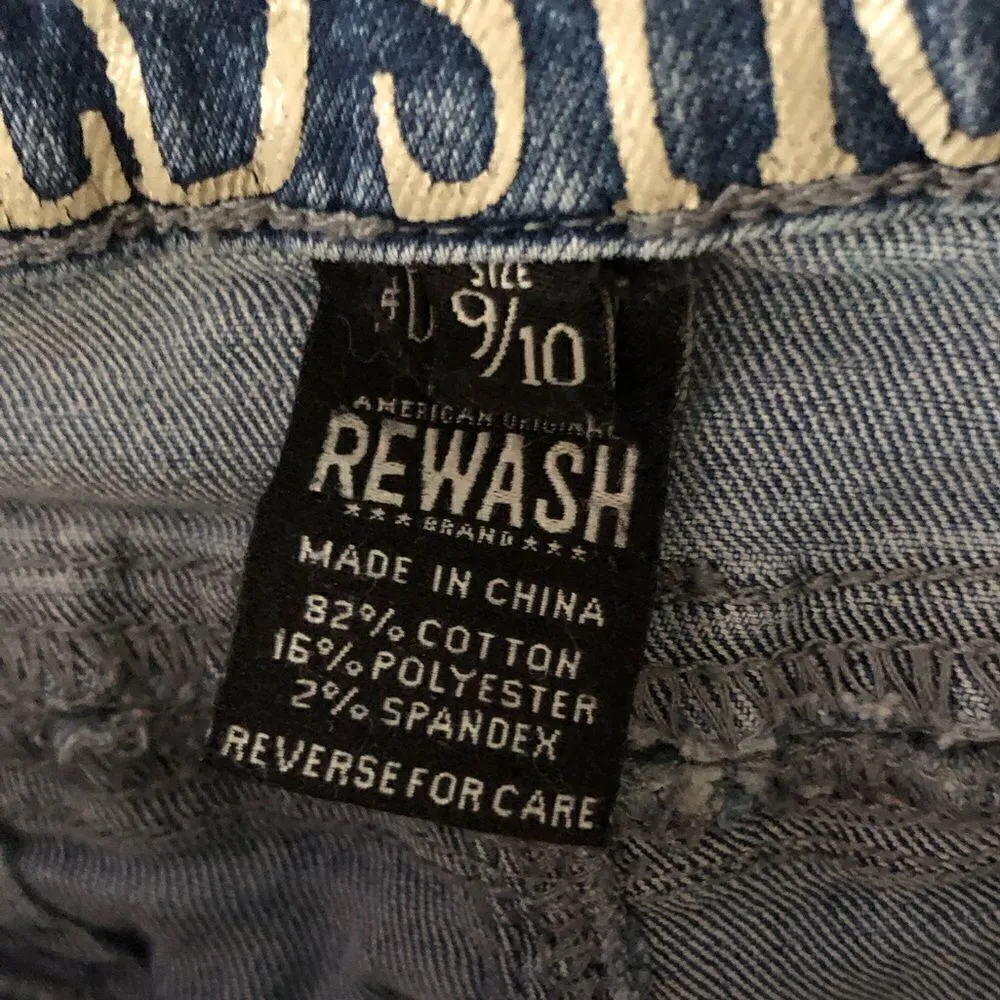 SIZE
9/10
AMERICAN ORIGINAL
REWASH
BRAND
MADE IN CHINA
82% COTTON
16% POLYESTER
2% SPANDEX
REVERSE FOR CARE